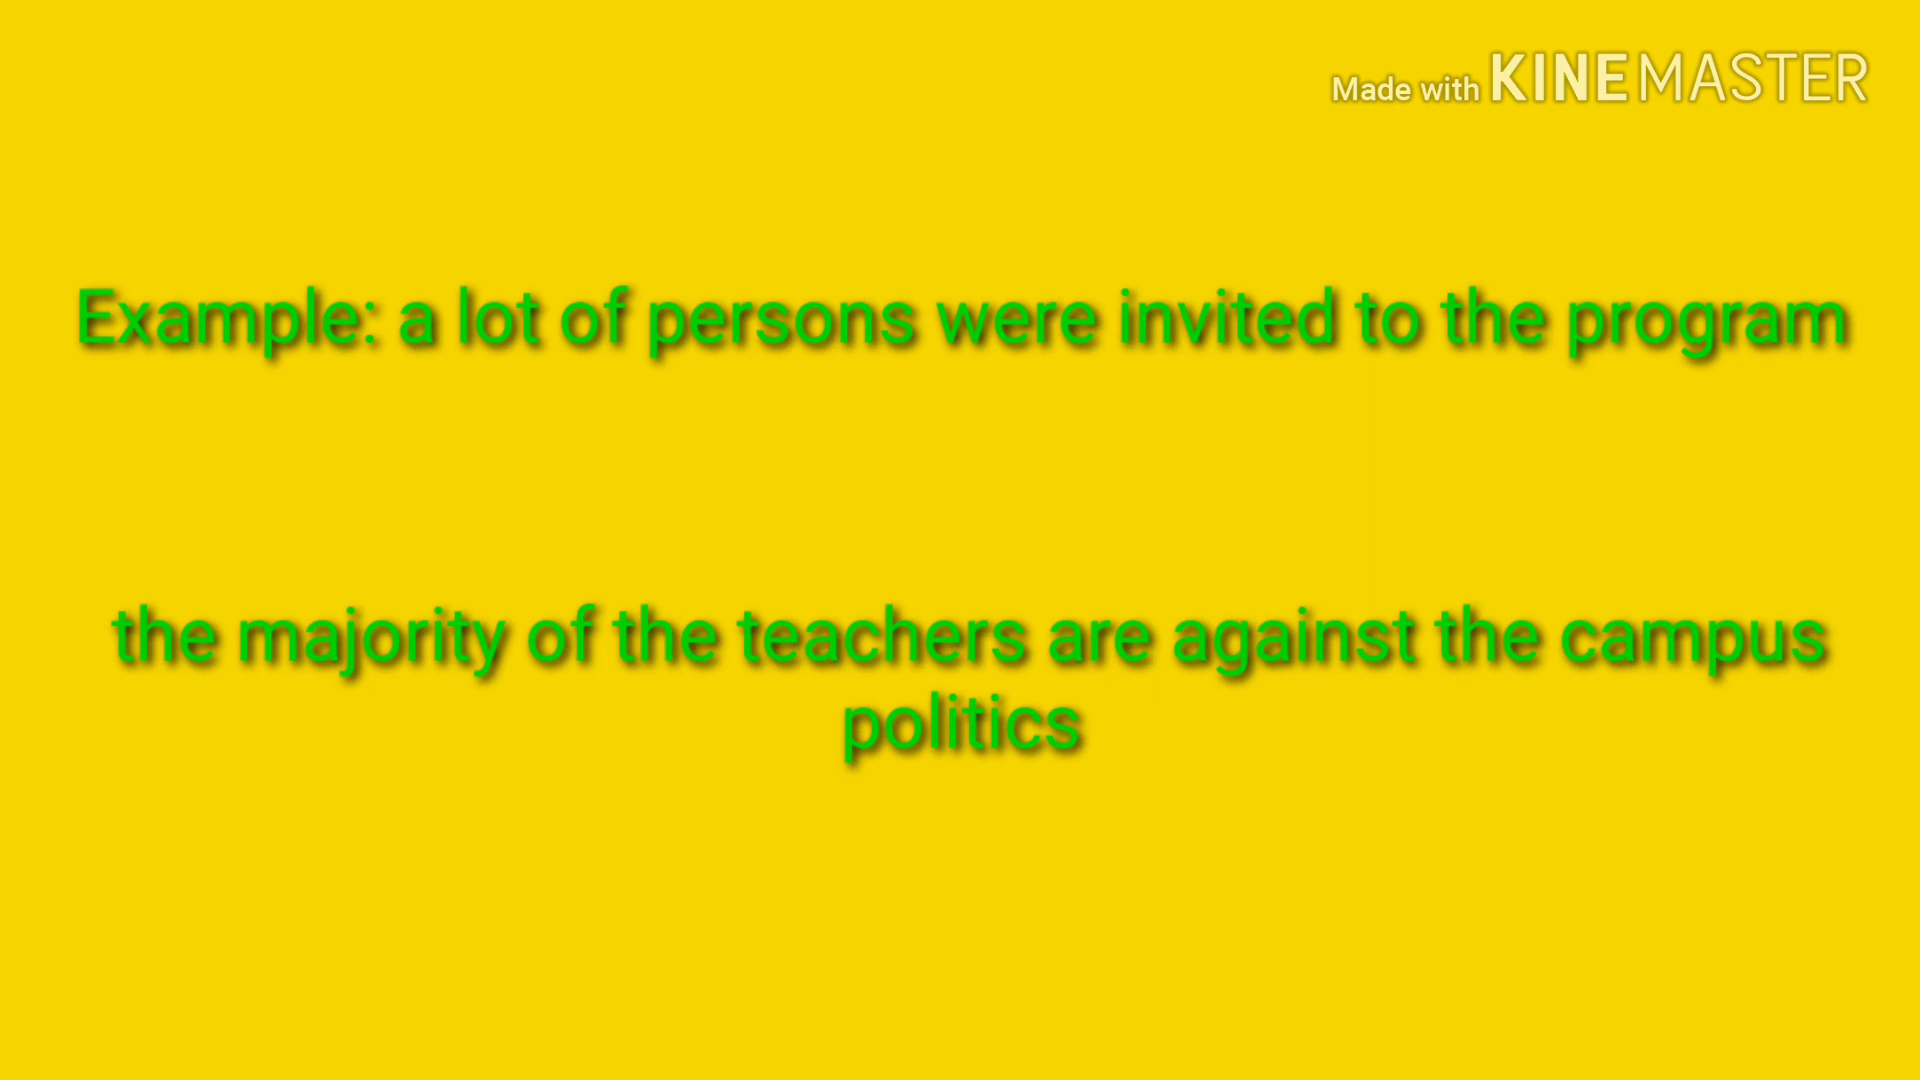 Made with KINEMASTER
Example: a lot of persons were invited to the program
the majority of the teachers are against the campus
politics